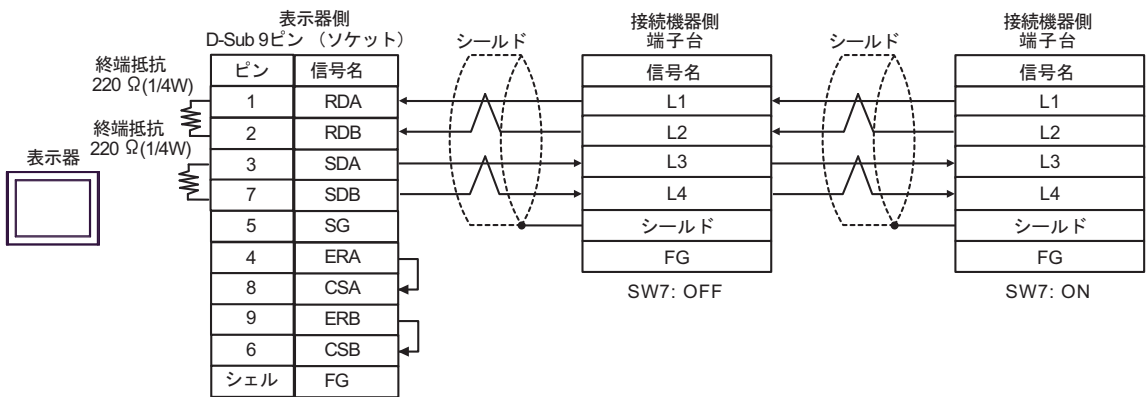 表示器側
D-Sub 9ピン （ソケット）
ピン 信号名
1 RDA
2 RDB
3 SDA
7 SDB
5 SG
4 ERA
8 CSA
9 ERB
6 CSB
シェル FG
終端抵抗
220 Ω(1/4W)
終端抵抗
220 Ω(1/4W)
表示器
シールド
接続機器側
端子台
信号名
L1
L2
L3
L4
シールド
FG
SW7: OFF
シールド
接続機器側
端子台
信号名
L1
L2
L3
L4
シールド
FG
SW7: ON